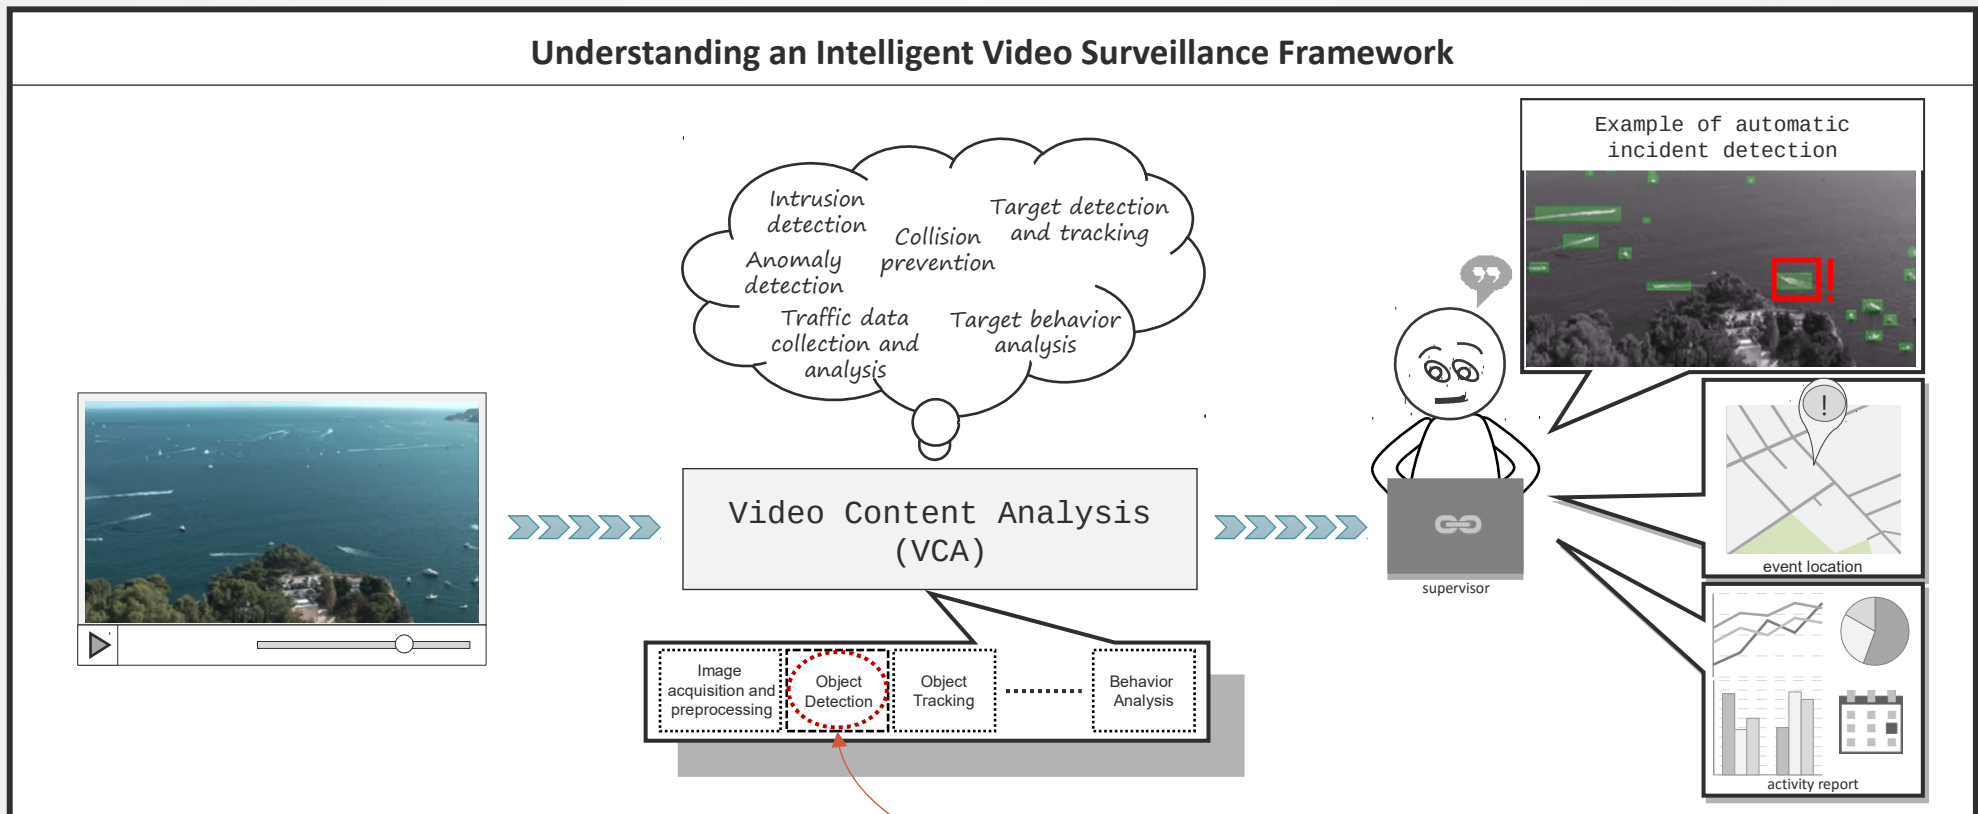 Understanding an Intelligent Video Surveillance Framework
Example of automatic
incident detection
Intrusion
detection
Collision
prevention
Target detection
and tracking
Anomaly
detection
Traffic data
collection and
analysis
Target behavior
analysis
!
!
Video Content Analysis
(VCA)
supervisor
event location
Image
acquisition and
preprocessing
Object
Detection
Object
Tracking
Behavior
Analysis
activity report